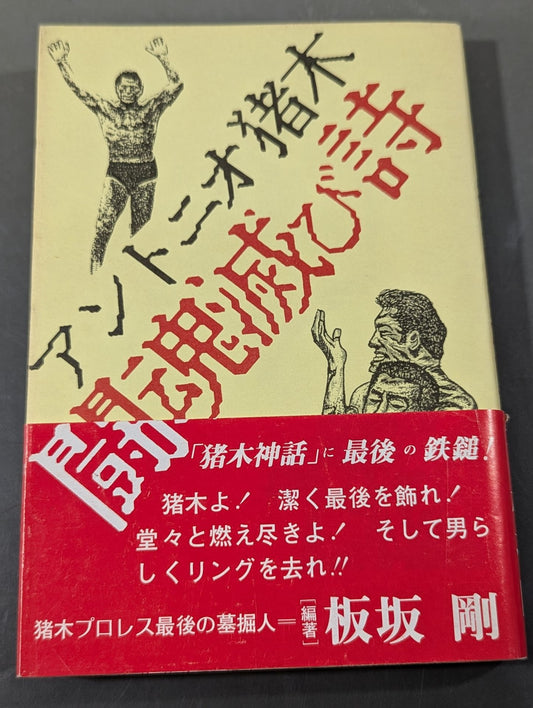 アントニオ猪木
闘魂滅び詩
「猪木神話」に最後の鉄鎚！
猪木よ！　潔く最後を飾れ！
堂々と燃え尽きよ！　そして男ら
しくリングを去れ!!
猪木プロレス最後の墓掘人＝［編著］板坂 剛